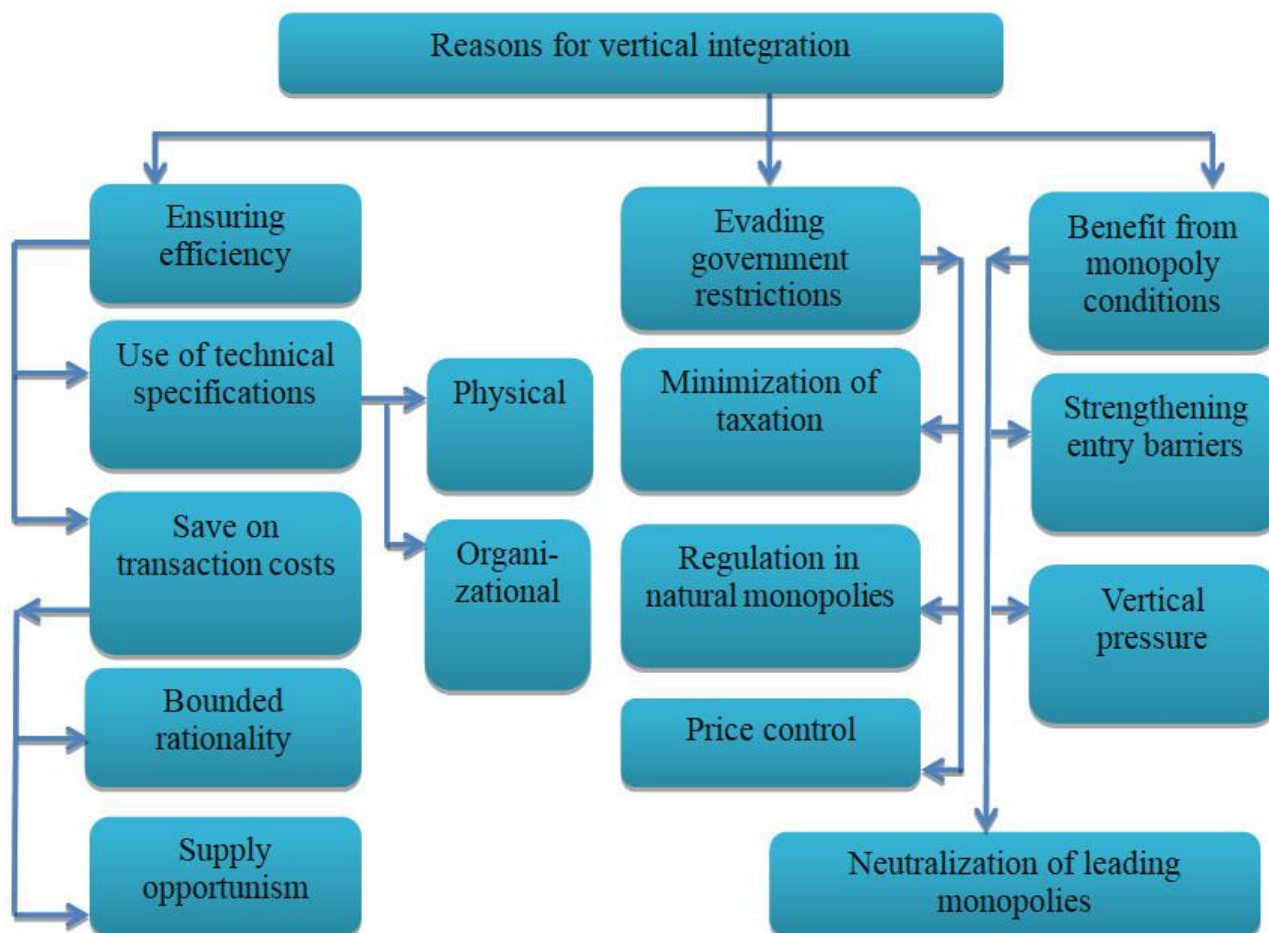 Reasons for vertical integration
Ensuring
efficiency
Use of technical
specifications
Physical
Organi-
zational
Save on
transaction costs
Bounded
rationality
Supply
opportunism
Evading
government
restrictions
Minimization of
taxation
Regulation in
natural monopolies
Price control
Benefit from
monopoly
conditions
Strengthening
entry barriers
Vertical
pressure
Neutralization of leading
monopolies